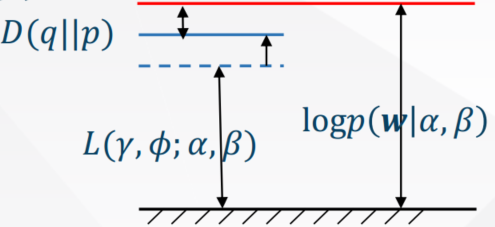 D(q||p)
logp(w|α, β)
L(γ, ϕ; α, β)